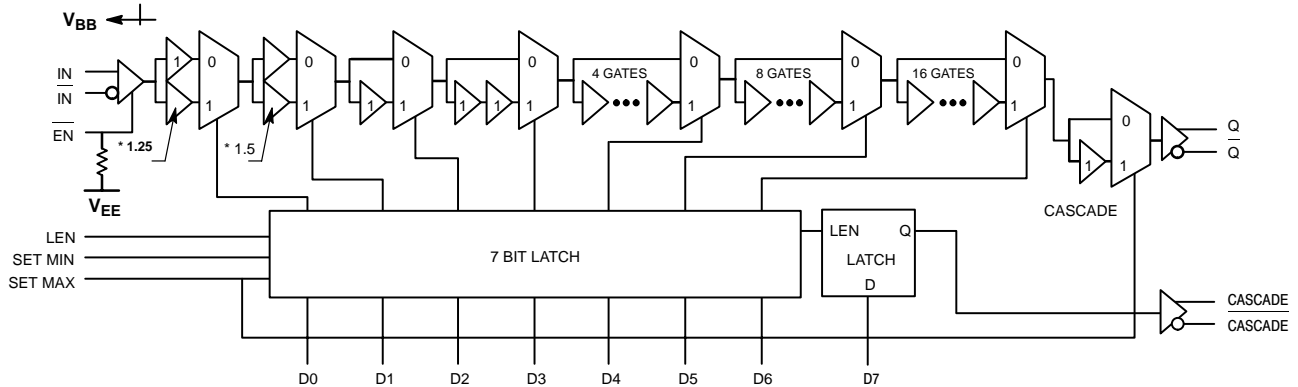 VBB
IN
IN
EN
VEE
1
0
1
* 1.25
0
1
* 1.5
0
1
1
0
1
1
1
4 GATES
0
1
8 GATES
0
1
16 GATES
0
1
0
1
1
CASCADE
Q
Q
LEN
SET MIN
SET MAX
7 BIT LATCH
LEN Q
LATCH
D
CASCADE
CASCADE
D0 D1 D2 D3 D4 D5 D6 D7